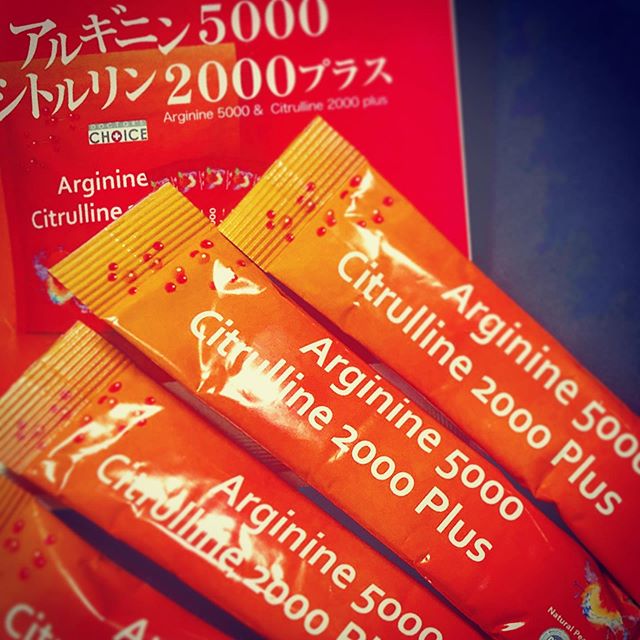 アルギニン5000
シトルリン2000プラス
Arginine 5000 & Citrulline 2000 plus
DOCTOR'S
CHOICE
Arginine
Citrulline
Arginine 5000
Citrulline 2000 Plus
Arginine 5000
Citrulline 2000 Plus
Natural
Arginine 5000
Citrulline 2000 Plus